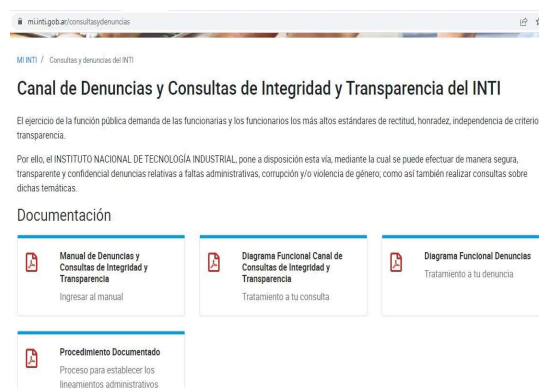 mi.inti.gob.ar/consultasydenuncias
MI INTI / Consultas y denuncias del INTI
Canal de Denuncias y Consultas de Integridad y Transparencia del INTI
El ejercicio de la función pública demanda de las funcionarias y los funcionarios los más altos estándares de rectitud, honradez, independencia de criterio
transparencia.
Por ello, el INSTITUTO NACIONAL DE TECNOLOGÍA INDUSTRIAL, pone a disposición esta vía, mediante la cual se puede efectuar de manera segura,
transparente y confidencial denuncias relativas a faltas administrativas, corrupción y/o violencia de género; como así también realizar consultas sobre
dichas temáticas.
Documentación
Manual de Denuncias y
Consultas de Integridad y
Transparencia
Ingresar al manual
Diagrama Funcional Canal de
Consultas de Integridad y
Transparencia
Tratamiento a tu consulta
Diagrama Funcional Denuncias
Tratamiento a tu denuncia
Procedimiento Documentado
Proceso para establecer los
lineamientos administrativos